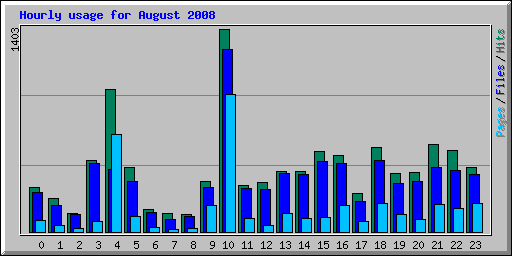 Hourly usage for August 2008
1403
Pages / Files / Hits
0 1 2 3 4 5 6 7 8 9 10 11 12 13 14 15 16 17 18 19 20 21 22 23